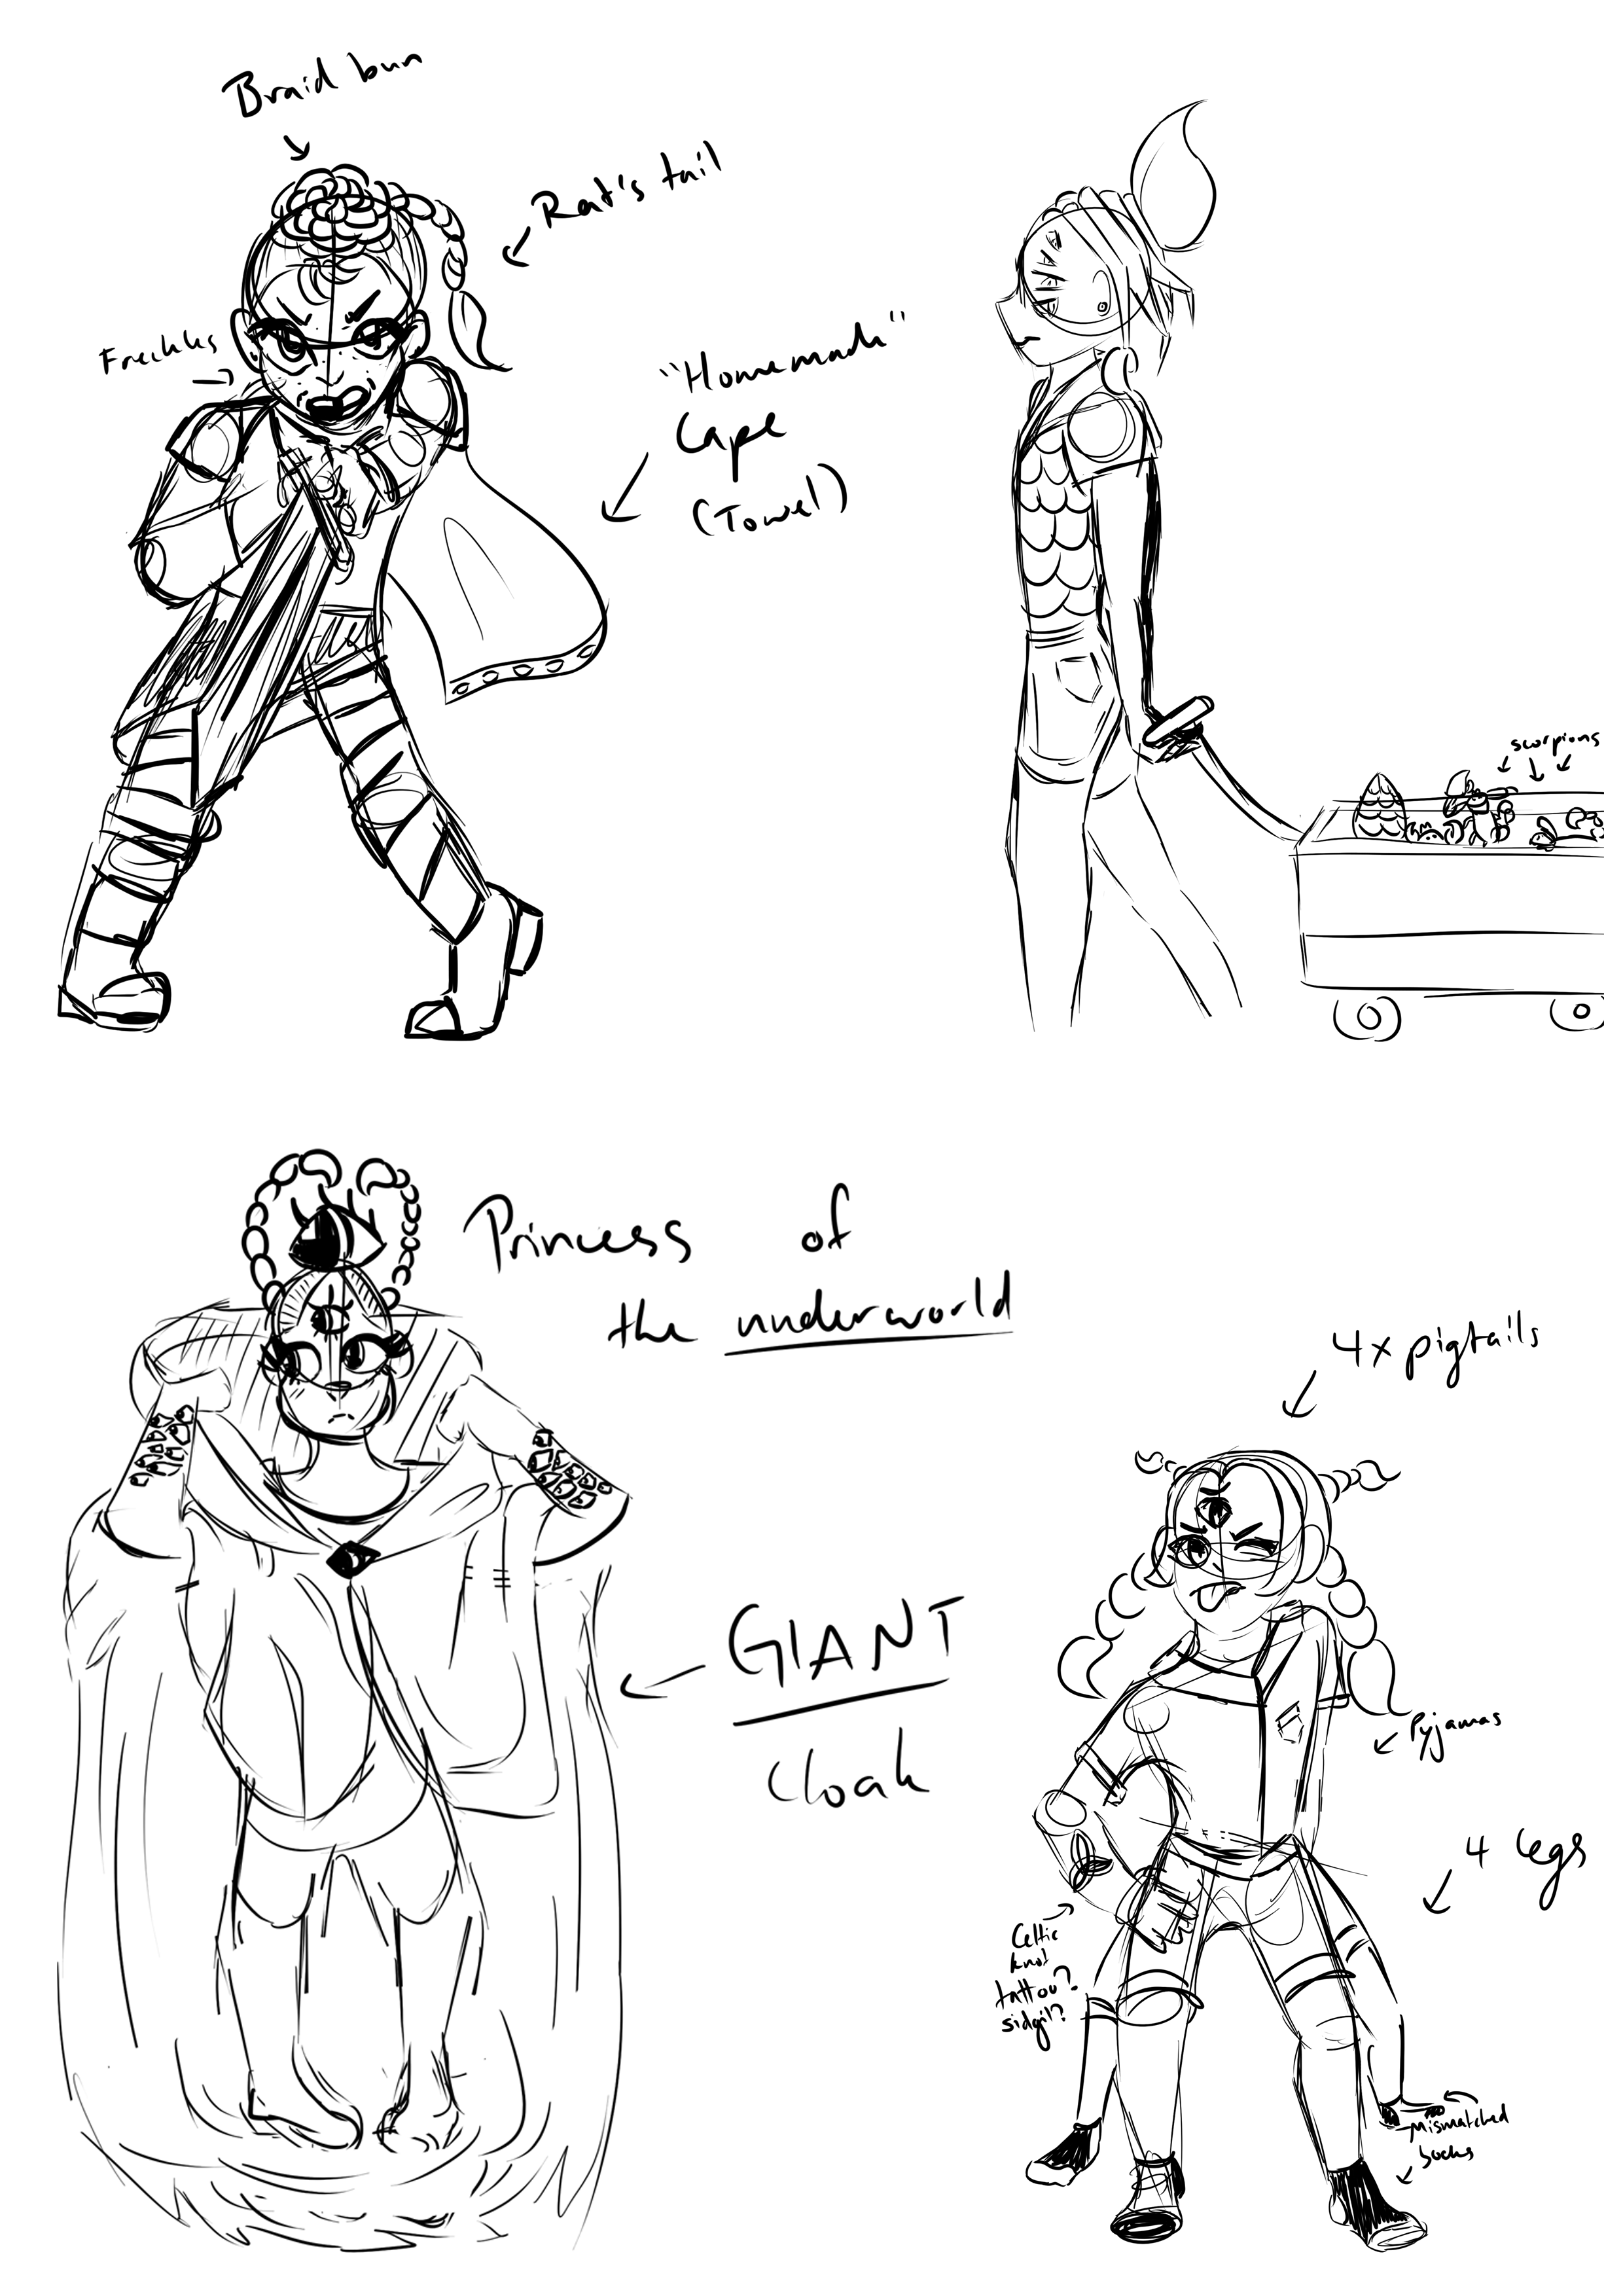 Braid bun
Rat's tail
Freckles
"Homemade"
Cape
(Towel)
scorpions
Princess of
the underworld
GIANT
Cloak
4x pigtails
Pyjamas
4 legs
Celtic
knot
tattoo?
sidgil?
Mismatched
socks